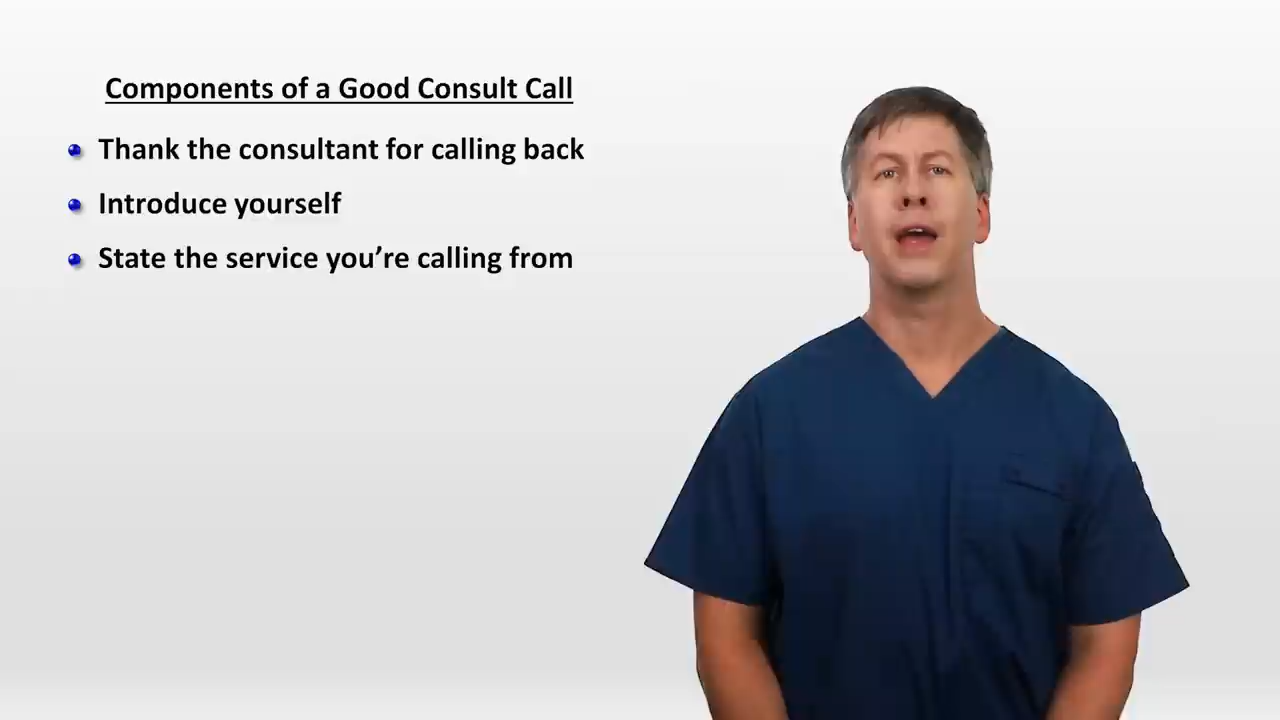 Components of a Good Consult Call
Thank the consultant for calling back
Introduce yourself
State the service you’re calling from